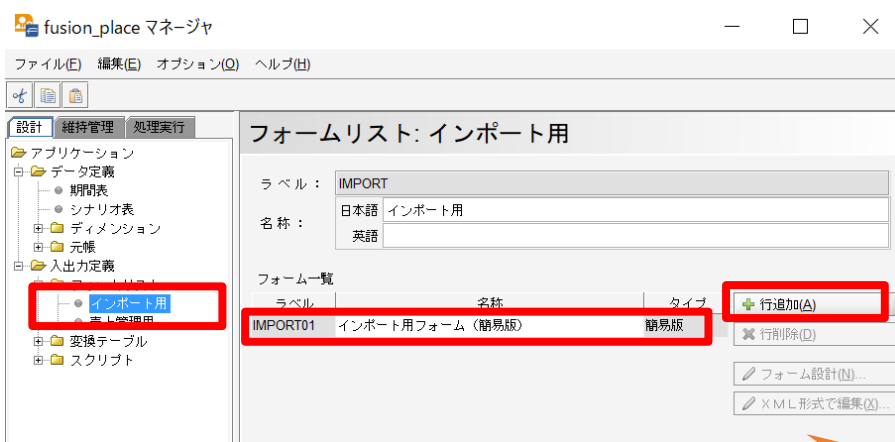 fusion_place マネージャ
ファイル(F) 編集(E) オプション(O) ヘルプ(H)
設計 維持管理 処理実行
アプリケーション
データ定義
期間表
シナリオ表
ディメンション
元帳
入出力定義
インポート用
変換テーブル
スクリプト
フォームリスト: インポート用
ラベル: IMPORT
名称: 日本語 インポート用
英語
フォーム一覧
ラベル 名称 タイプ
IMPORT01 インポート用フォーム (簡易版) 簡易版
行追加(A)
行削除(D)
フォーム設計(N)...
XML形式で編集(X)...